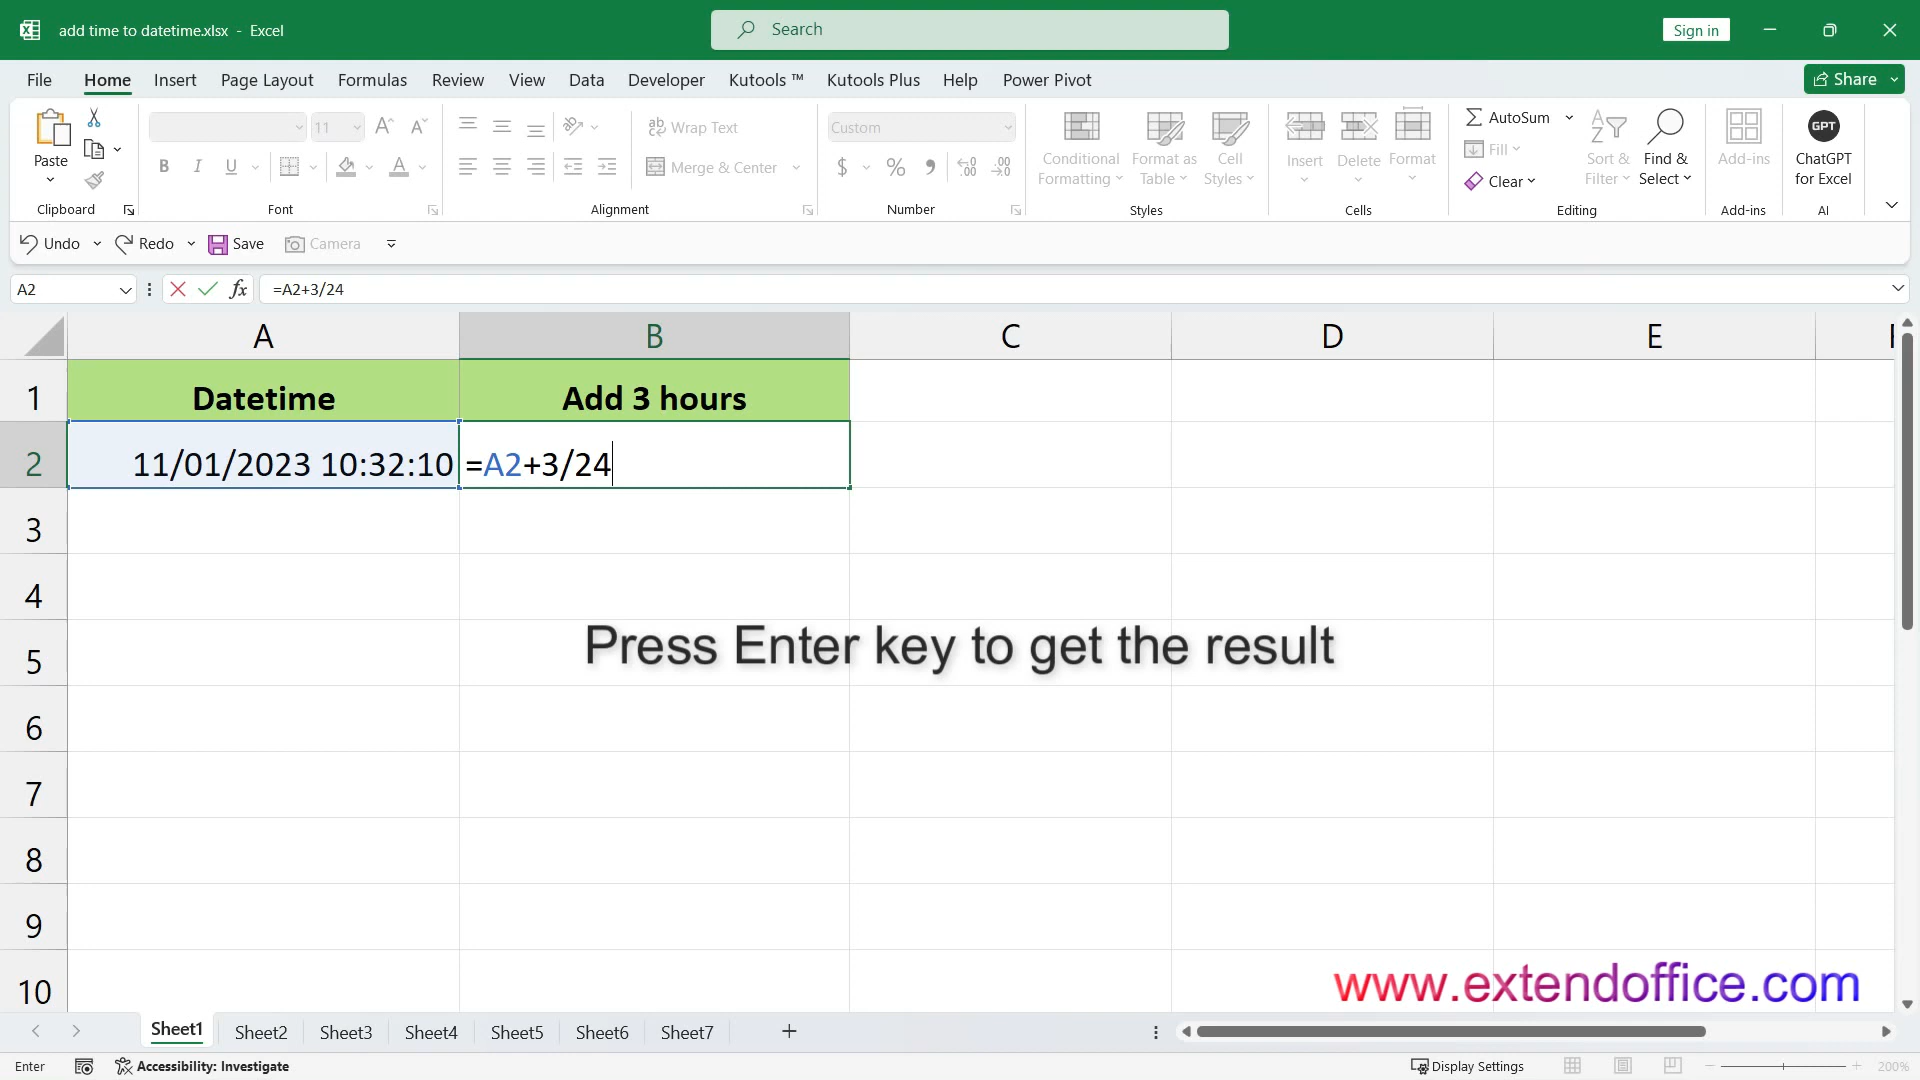 add time to datetime.xlsx - Excel
Search
Sign in
File Home Insert Page Layout Formulas Review View Data Developer Kutools ™ Kutools Plus Help Power Pivot
Share
Paste
Clipboard
11
B I U
Font
Wrap Text
Merge & Center
Alignment
Custom
$ % 
Number
Conditional Formatting
Format as Table
Cell Styles
Styles
Insert
Delete
Format
Cells
AutoSum
Fill
Clear
Sort & Filter
Find & Select
Editing
Add-ins
Add-ins
GPT
ChatGPT for Excel
AI
Undo Redo Save Camera
A2 fx =A2+3/24
A B C D E
1 Datetime Add 3 hours
2 11/01/2023 10:32:10 =A2+3/24
3
4
5
Press Enter key to get the result
6
7
8
9
10
www.extendoffice.com
Sheet1 Sheet2 Sheet3 Sheet4 Sheet5 Sheet6 Sheet7 +
Enter Accessibility: Investigate Display Settings 200%